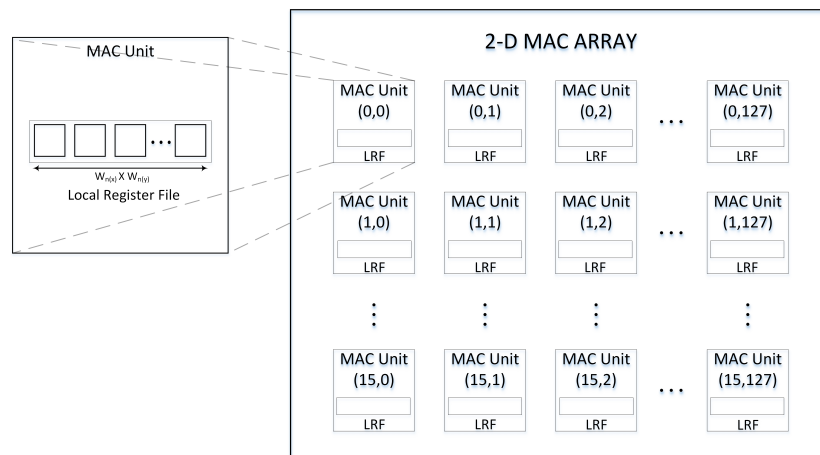 MAC Unit
W_n(x) X W_n(y)
Local Register File
2-D MAC ARRAY
MAC Unit (0,0) LRF
MAC Unit (0,1) LRF
MAC Unit (0,2) LRF
...
MAC Unit (0,127) LRF
MAC Unit (1,0) LRF
MAC Unit (1,1) LRF
MAC Unit (1,2) LRF
...
MAC Unit (1,127) LRF
MAC Unit (15,0) LRF
MAC Unit (15,1) LRF
MAC Unit (15,2) LRF
...
MAC Unit (15,127) LRF